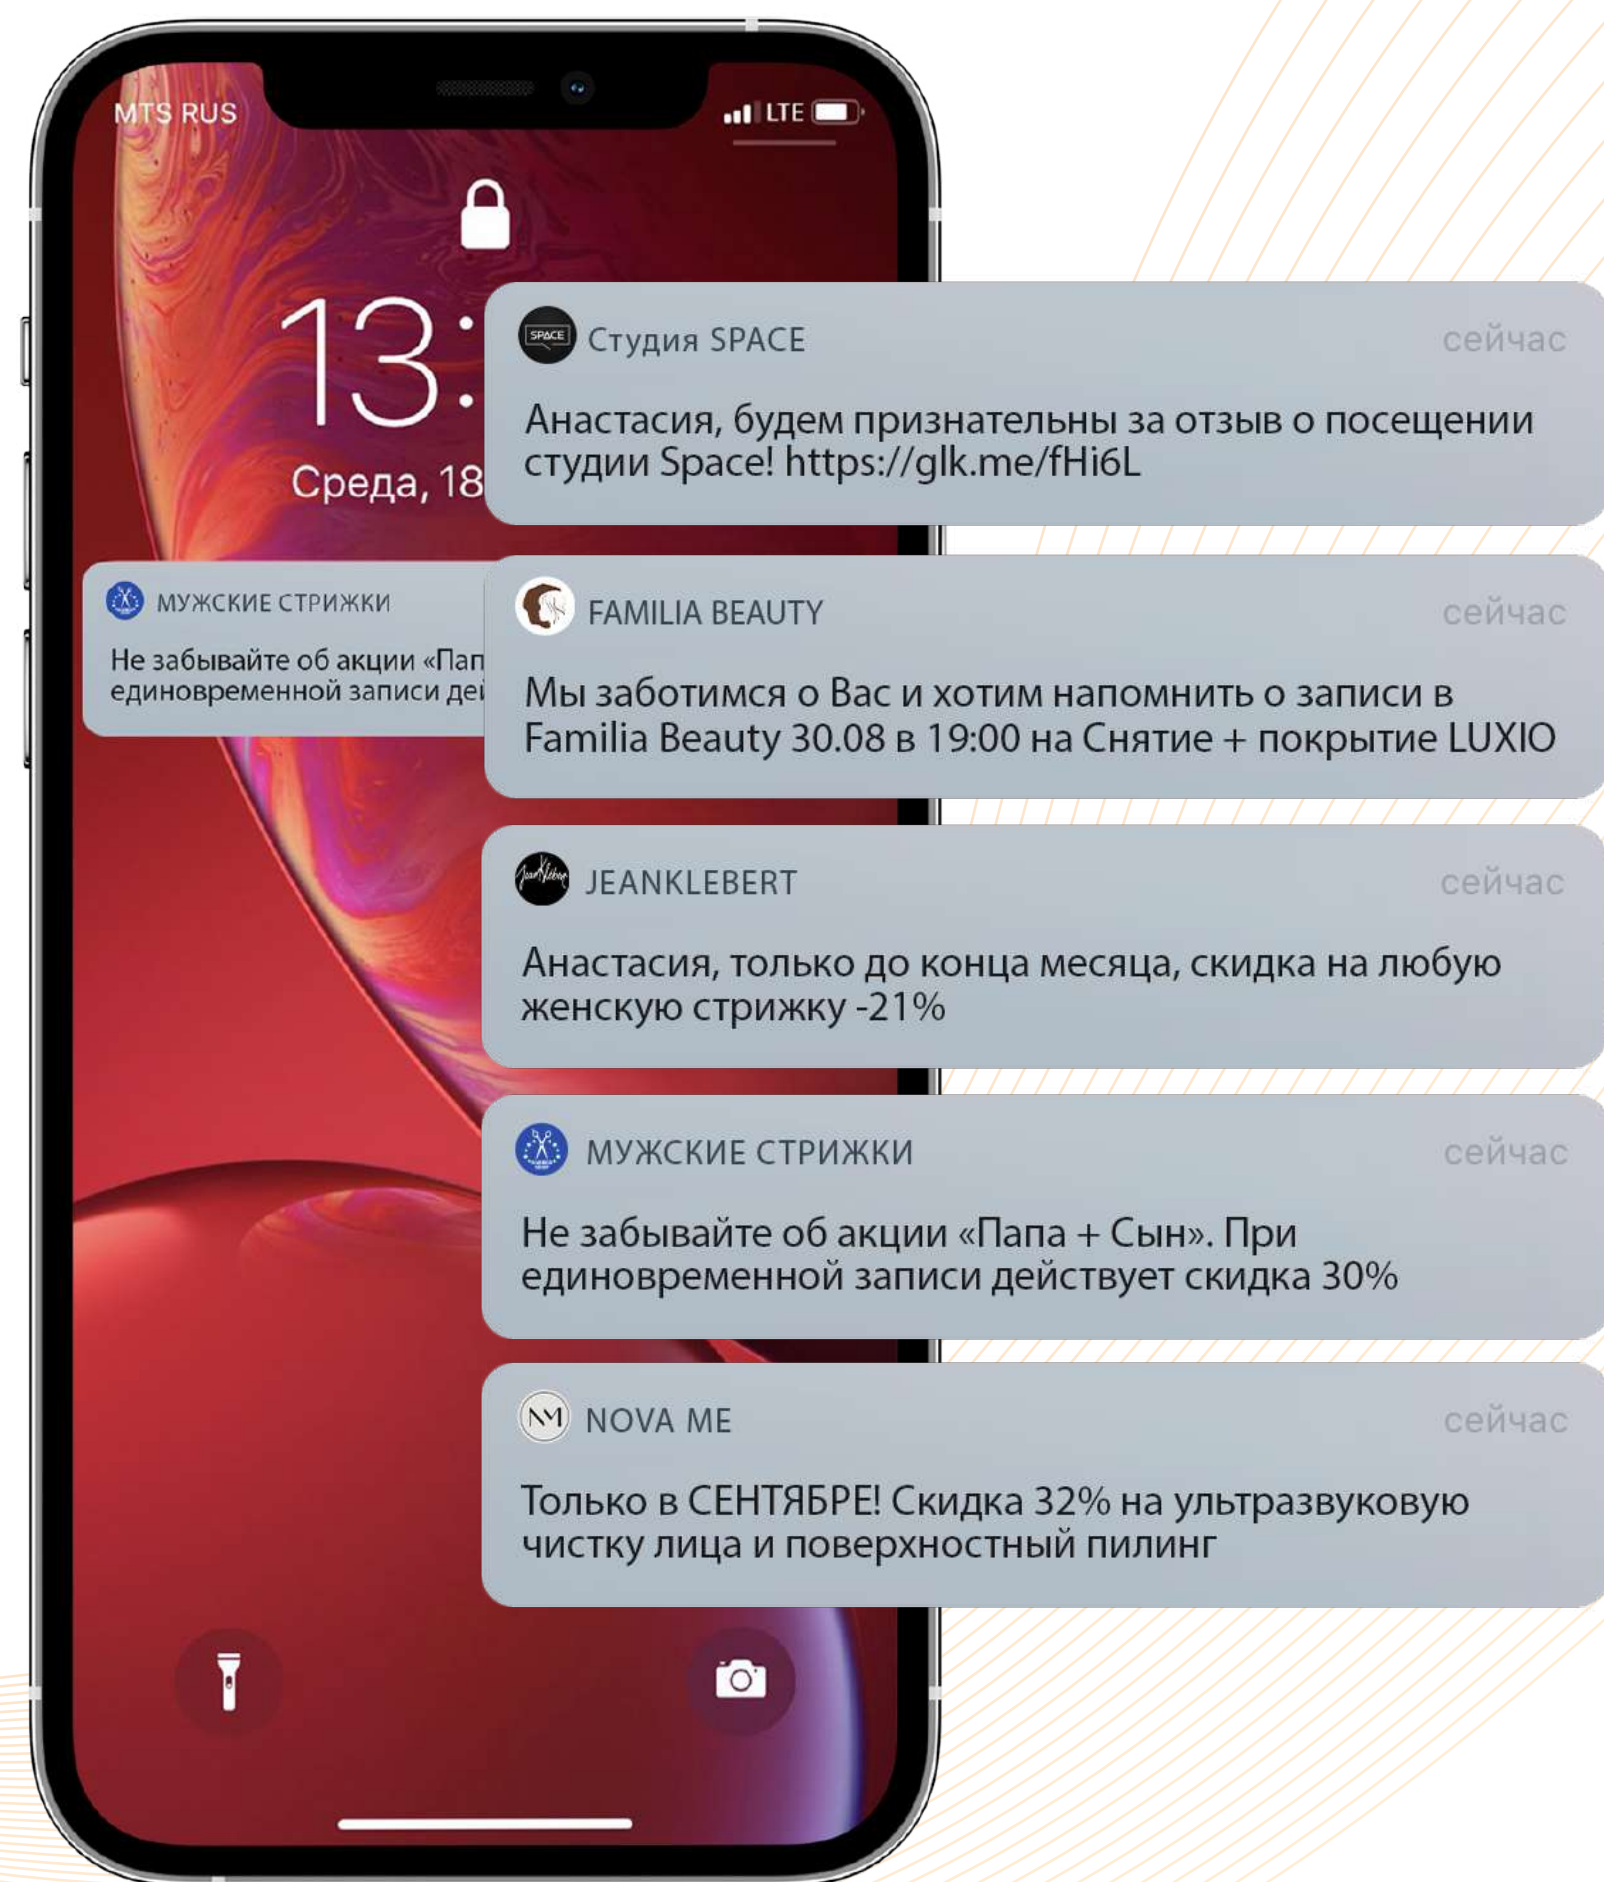 MTS RUS
LTE
13:
Среда, 18
SPACE
Студия SPACE
сейчас
Анастасия, будем признательны за отзыв о посещении
студии Space! https://glk.me/fHi6L
МУЖСКИЕ СТРИЖКИ
Не забывайте об акции «Пап
единовременной записи дей
FAMILIA BEAUTY
сейчас
Мы заботимся о Вас и хотим напомнить о записи в
Familia Beauty 30.08 в 19:00 на Снятие + покрытие LUXIO
JeanKlebert
JEANKLEBERT
сейчас
Анастасия, только до конца месяца, скидка на любую
женскую стрижку -21%
МУЖСКИЕ СТРИЖКИ
сейчас
Не забывайте об акции «Папа + Сын». При
единовременной записи действует скидка 30%
NM
NOVA ME
сейчас
Только в СЕНТЯБРЕ! Скидка 32% на ультразвуковую
чистку лица и поверхностный пилинг